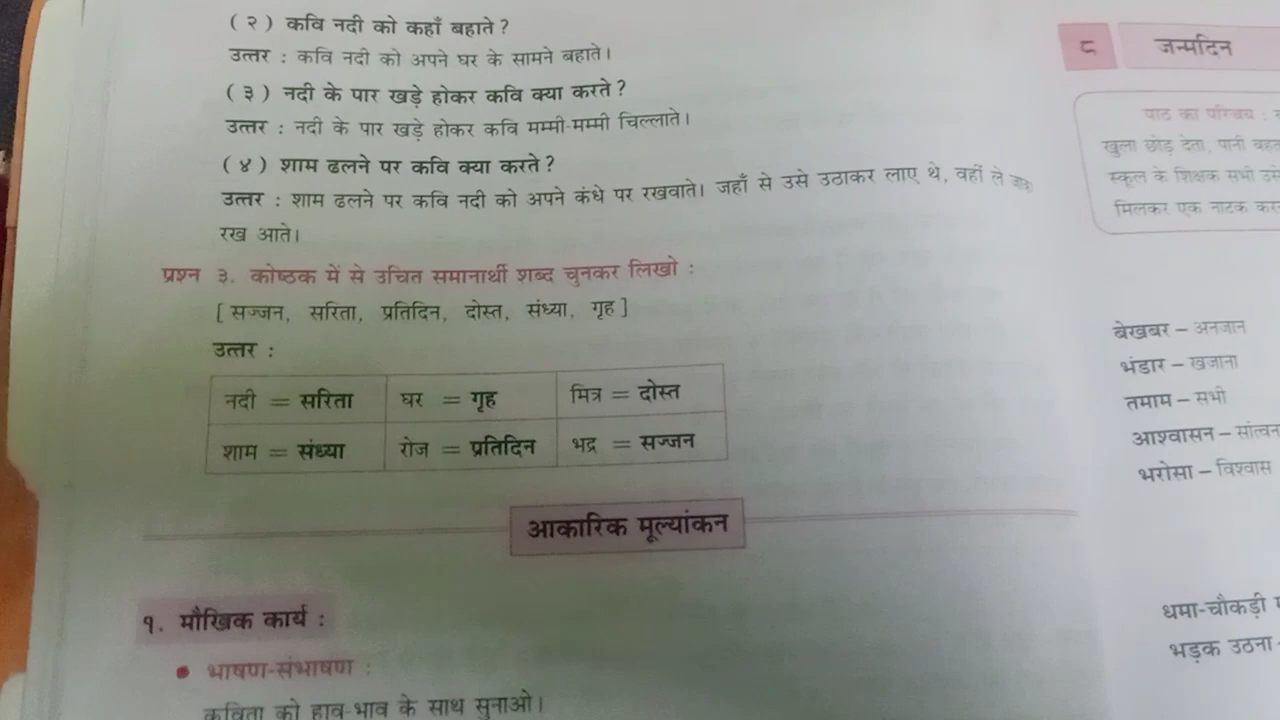 (२) कवि नदी को कहाँ बहाते ?
उत्तर : कवि नदी को अपने घर के सामने बहाते।
(३) नदी के पार खड़े होकर कवि क्या करते ?
उत्तर : नदी के पार खड़े होकर कवि मम्मी-मम्मी चिल्लाते।
(४) शाम ढलने पर कवि क्या करते ?
उत्तर : शाम ढलने पर कवि नदी को अपने कंधे पर रखवाते। जहाँ से उसे उठाकर लाए थे, वहीं ले
रख आते।
प्रश्न ३. कोष्ठक में से उचित समानार्थी शब्द चुनकर लिखो :
[ सज्जन, सरिता, प्रतिदिन, दोस्त, संध्या, गृह ]
उत्तर :
नदी = सरिता घर = गृह मित्र = दोस्त
शाम = संध्या रोज = प्रतिदिन भद्र = सज्जन
आकारिक मूल्यांकन
१. मौखिक कार्य :
• भाषण-संभाषण :
कविता को हाव-भाव के साथ सुनाओ।
८ जन्मदिन
पाठ का परिचय :
खुला छोड़ देता, पानी
स्कूल के शिक्षक सभी
मिलकर एक नाटक
बेखबर – अनजान
भंडार – खजाना
तमाम – सभी
आश्वासन –
भरोसा – विश्वास
धमा-चौकड़ी
भड़क उठना